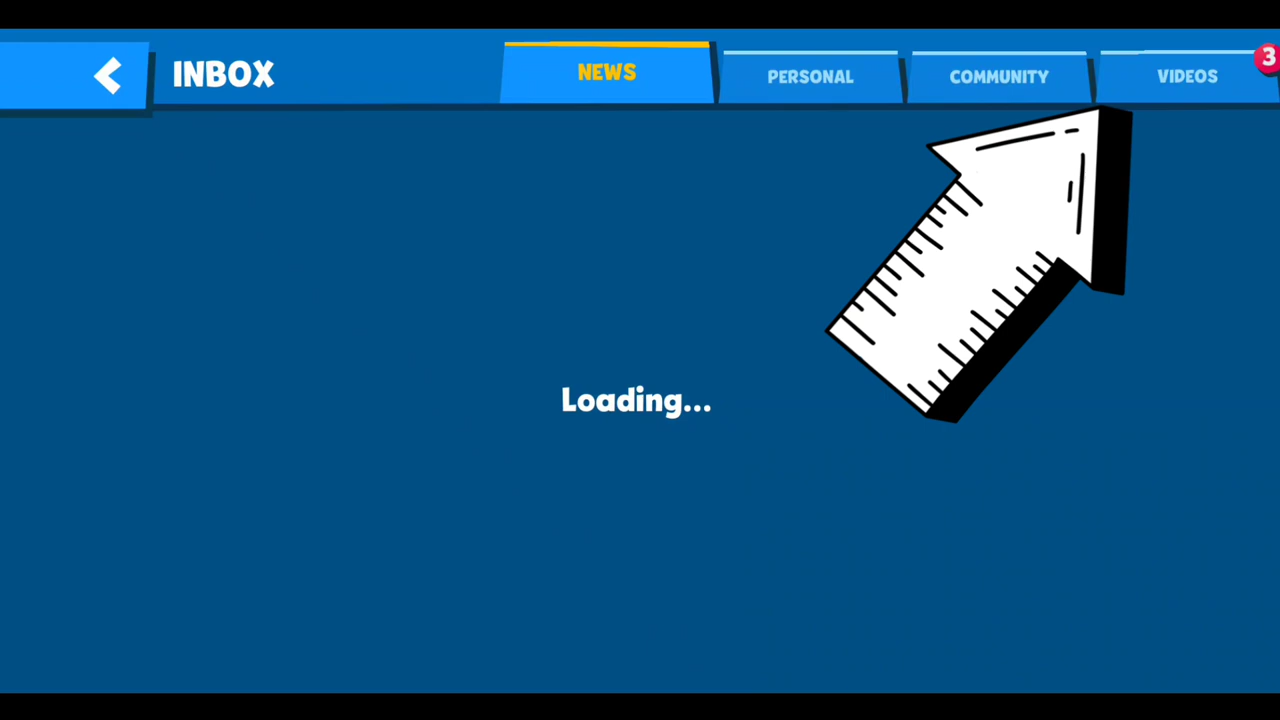 INBOX
NEWS
PERSONAL
COMMUNITY
VIDEOS
3
Loading...